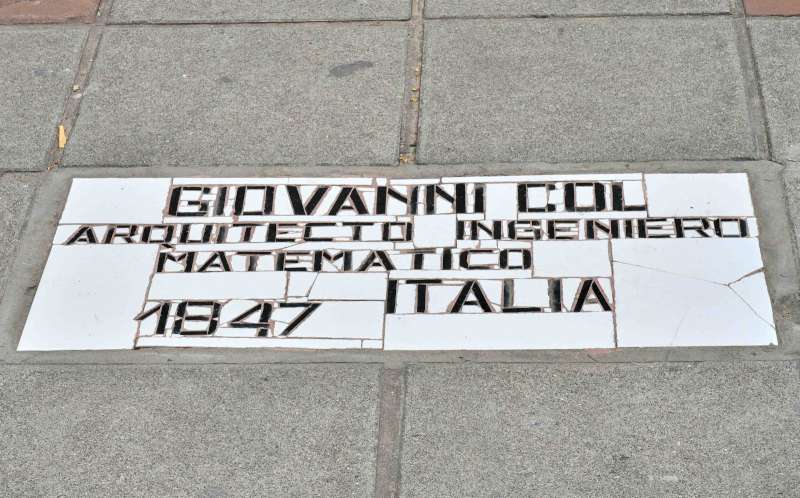 GIOVANNI COL
ARQUITECTO INGENIERO
MATEMATICO
1847 ITALIA